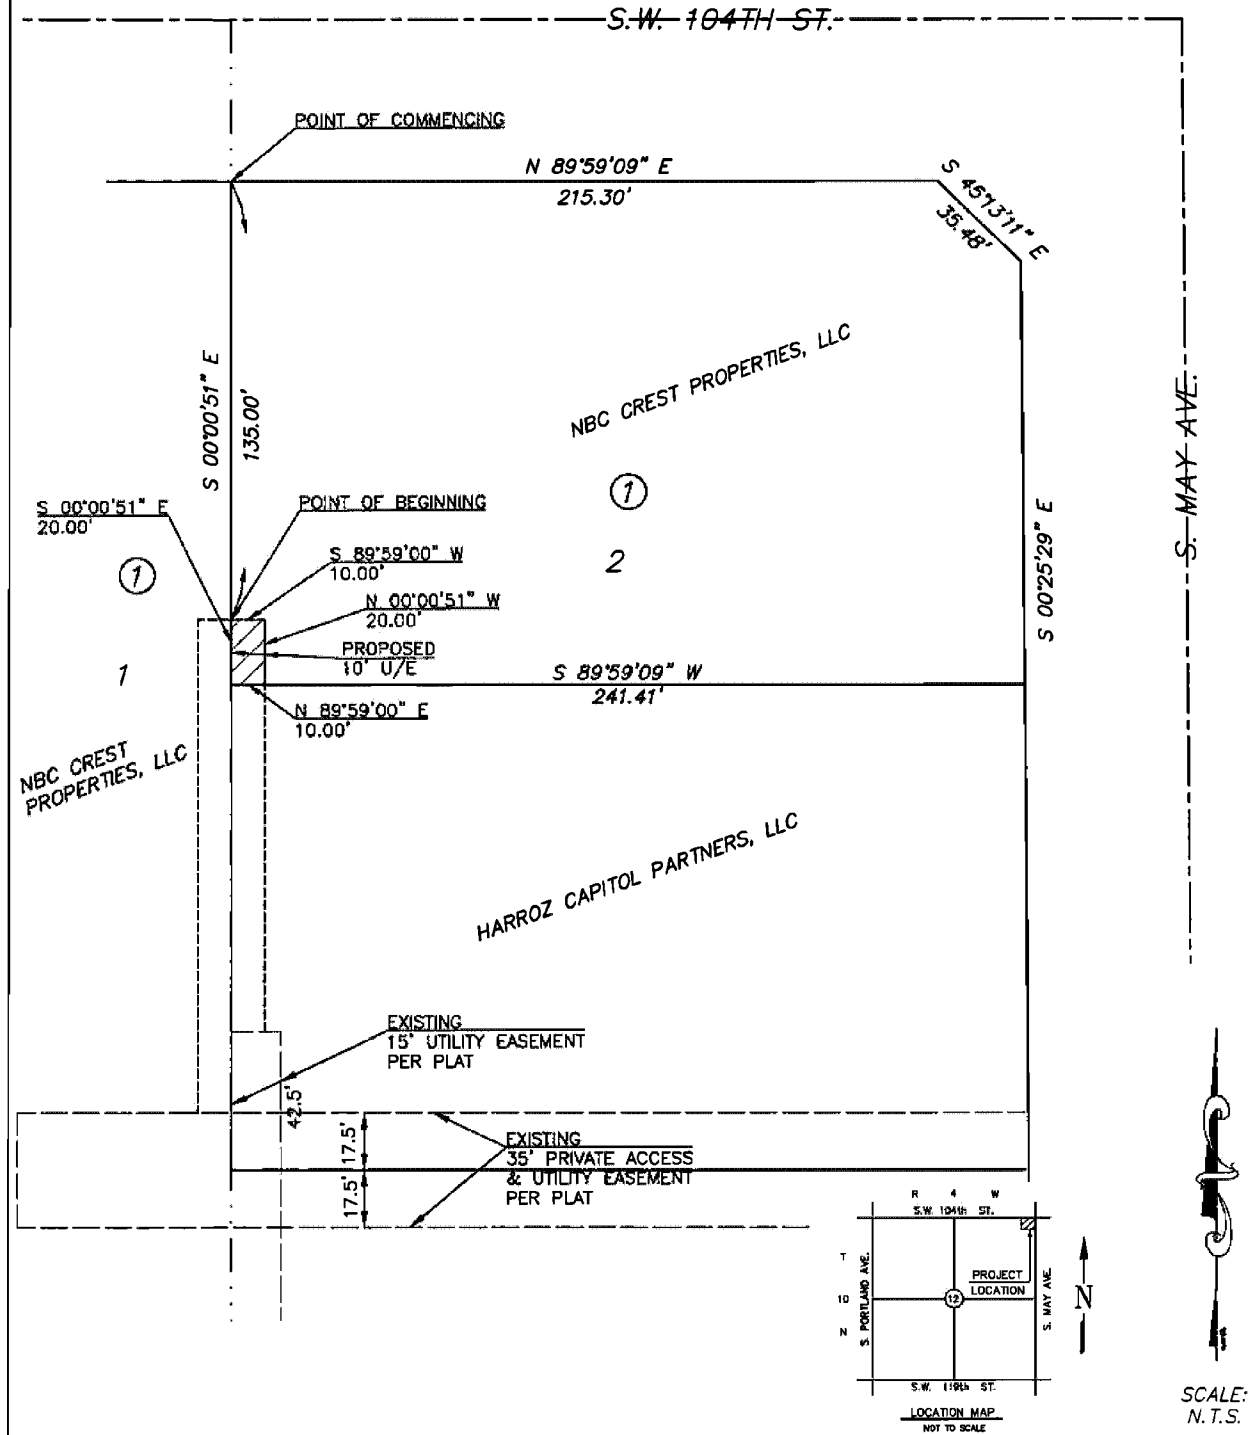 S.W. 104TH ST.
POINT OF COMMENCING
N 89°59'09" E
215.30'
S 45°13'11" E
35.48'
S. MAY AVE.
NBC CREST PROPERTIES, LLC
S 00°00'51" E
135.00'
1
2
S 00°25'29" E
POINT OF BEGINNING
S 00°00'51" E
20.00'
S 89°59'00" W
10.00'
1
N 00°00'51" W
20.00'
PROPOSED
10' U/E
1
S 89°59'09" W
241.41'
N 89°59'00" E
10.00'
NBC CREST
PROPERTIES, LLC
HARROZ CAPITOL PARTNERS, LLC
EXISTING
15' UTILITY EASEMENT
PER PLAT
42.5'
17.5'
17.5'
EXISTING
35' PRIVATE ACCESS
& UTILITY EASEMENT
PER PLAT
R 4 W
S.W. 104th ST.
T
10
N
S. PORTLAND AVE.
PROJECT
LOCATION
12
S. MAY AVE.
N
S.W. 119th ST.
LOCATION MAP
NOT TO SCALE
SCALE:
N.T.S.